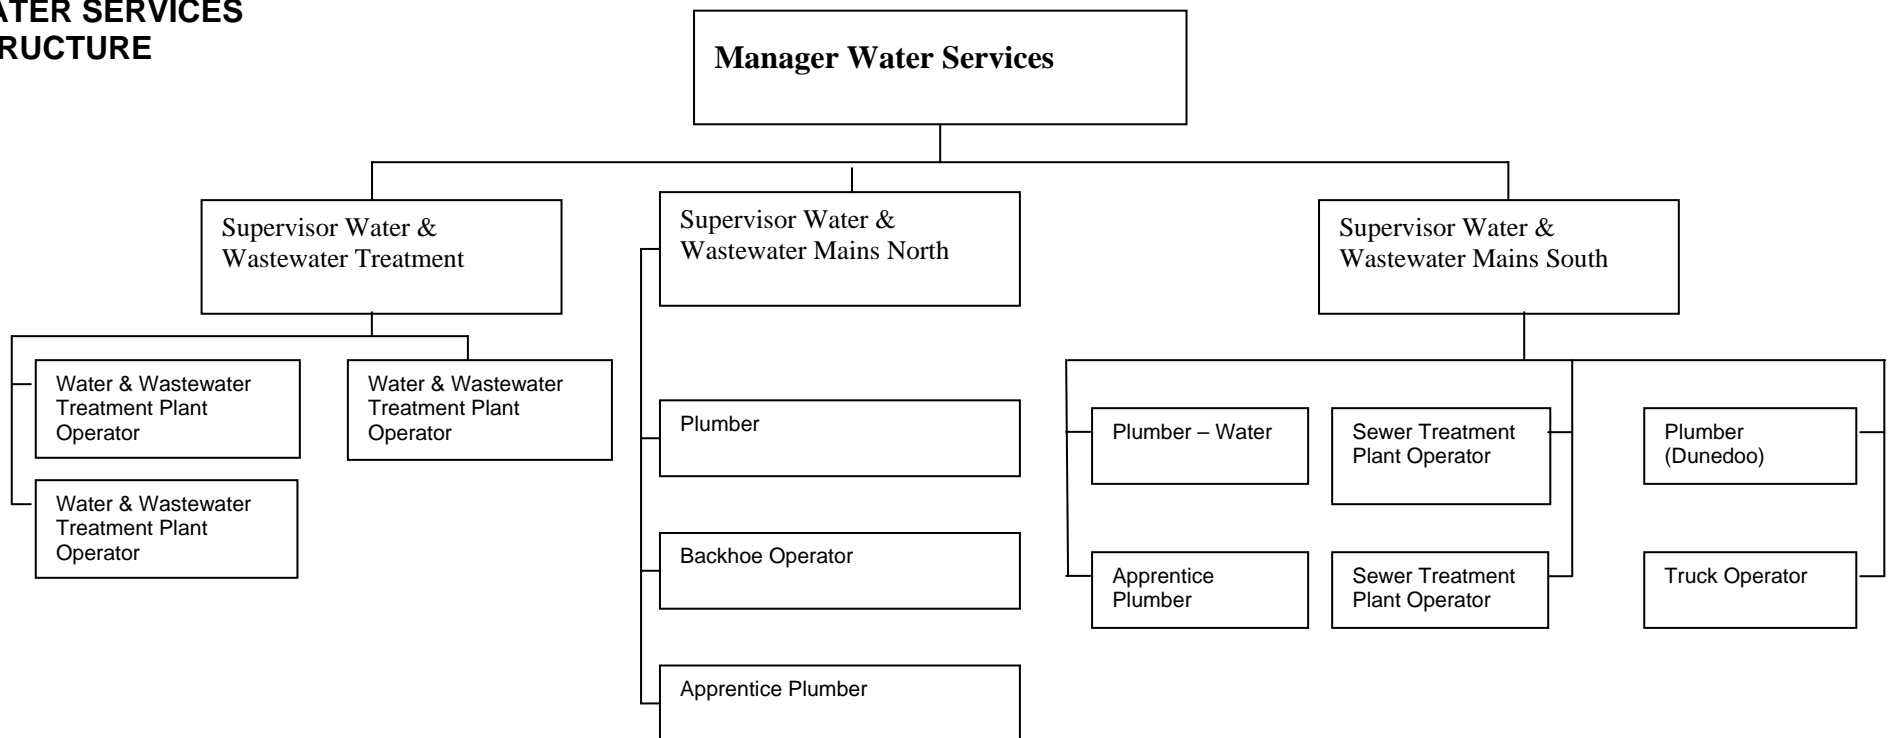 ATER SERVICES
RUCTURE
Manager Water Services
Supervisor Water &
Wastewater Treatment
Supervisor Water &
Wastewater Mains North
Supervisor Water &
Wastewater Mains South
Water & Wastewater
Treatment Plant
Operator
Water & Wastewater
Treatment Plant
Operator
Water & Wastewater
Treatment Plant
Operator
Plumber
Backhoe Operator
Apprentice Plumber
Plumber – Water
Sewer Treatment
Plant Operator
Plumber
(Dunedoo)
Apprentice
Plumber
Sewer Treatment
Plant Operator
Truck Operator